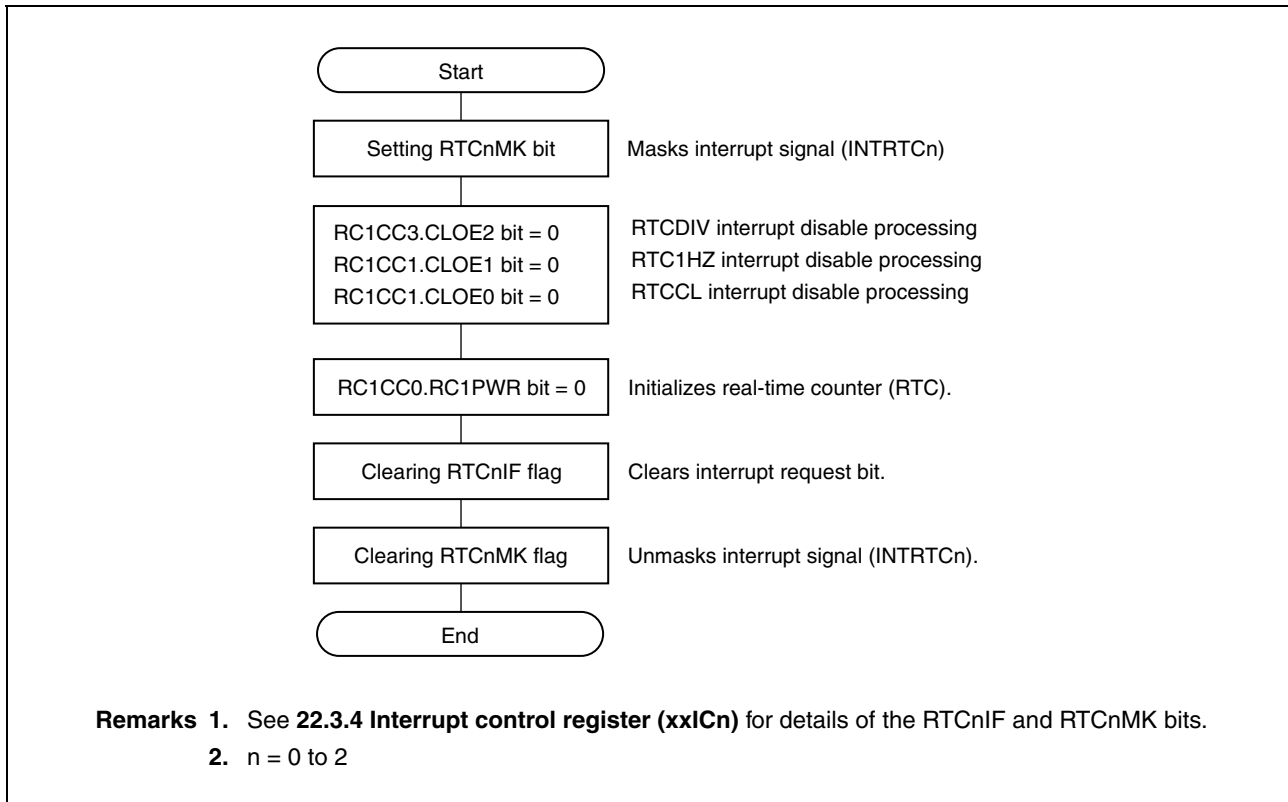 Start
Setting RTCnMK bit Masks interrupt signal (INTRTCn)
RC1CC3.CLOE2 bit = 0 RTCDIV interrupt disable processing
RC1CC1.CLOE1 bit = 0 RTC1HZ interrupt disable processing
RC1CC1.CLOE0 bit = 0 RTCCL interrupt disable processing
RC1CC0.RC1PWR bit = 0 Initializes real-time counter (RTC).
Clearing RTCnIF flag Clears interrupt request bit.
Clearing RTCnMK flag Unmasks interrupt signal (INTRTCn).
End
Remarks 1. See 22.3.4 Interrupt control register (xxICn) for details of the RTCnIF and RTCnMK bits.
2. n = 0 to 2